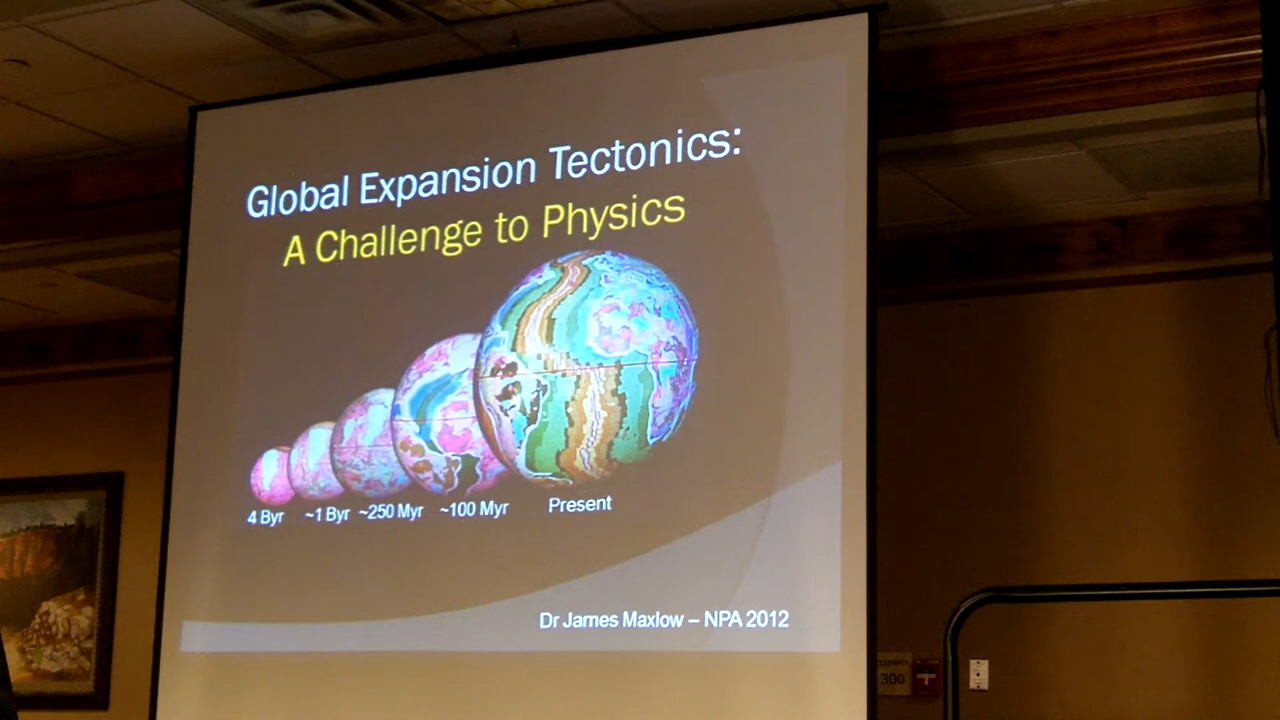 Global Expansion Tectonics:
A Challenge to Physics
4 Byr ~1 Byr ~250 Myr ~100 Myr Present
Dr James Maxlow – NPA 2012
300